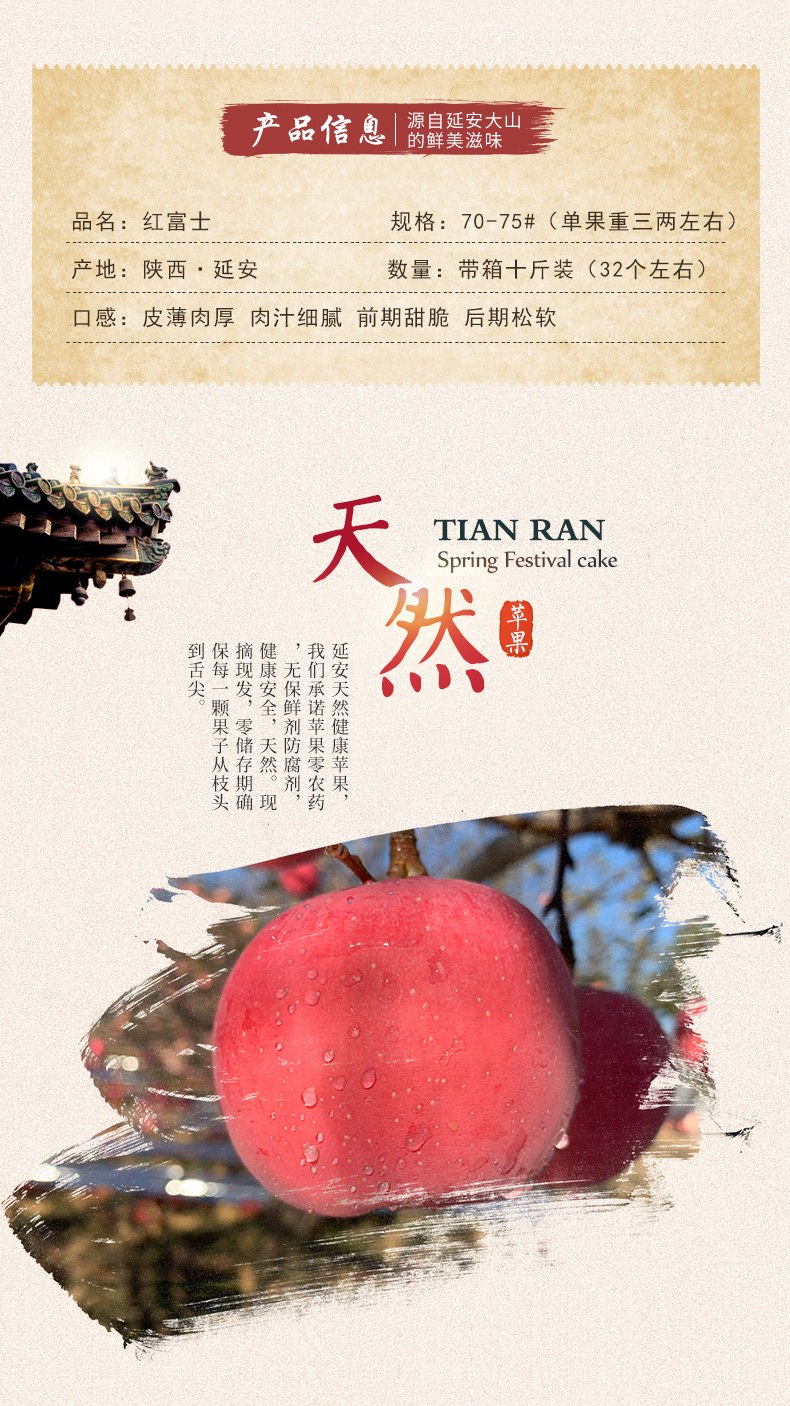 产品信息
源自延安大山
的鲜美滋味
品名：红富士
规格：70-75#（单果重三两左右）
产地：陕西·延安
数量：带箱十斤装（32个左右）
口感：皮薄肉厚 肉汁细腻 前期甜脆 后期松软
天然
TIAN RAN
Spring Festival cake
苹果
延安天然健康苹果，
我们承诺苹果零农药
，无保鲜剂防腐剂，
健康安全，天然。现
摘现发，零储存期确
保每一颗果子从枝头
到舌尖。